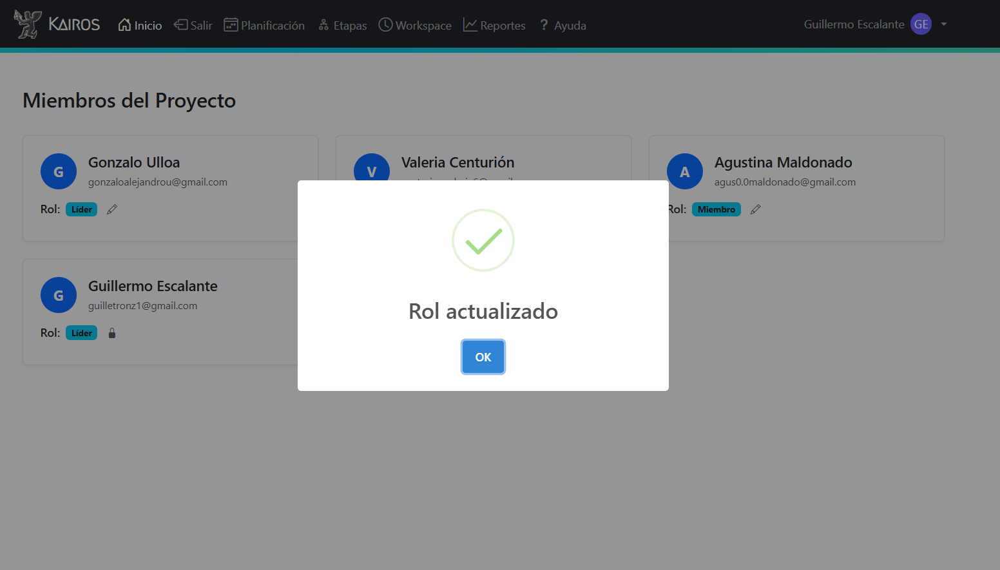 KAIROS Inicio Salir Planificación Etapas Workspace Reportes ? Ayuda Guillermo Escalante GE
Miembros del Proyecto
G Gonzalo Ulloa
gonzaloalejandrou@gmail.com
Rol: Líder
V Valeria Centurión
A Agustina Maldonado
agus0.0maldonado@gmail.com
Rol: Miembro
G Guillermo Escalante
guilletronz1@gmail.com
Rol: Líder
Rol actualizado
OK